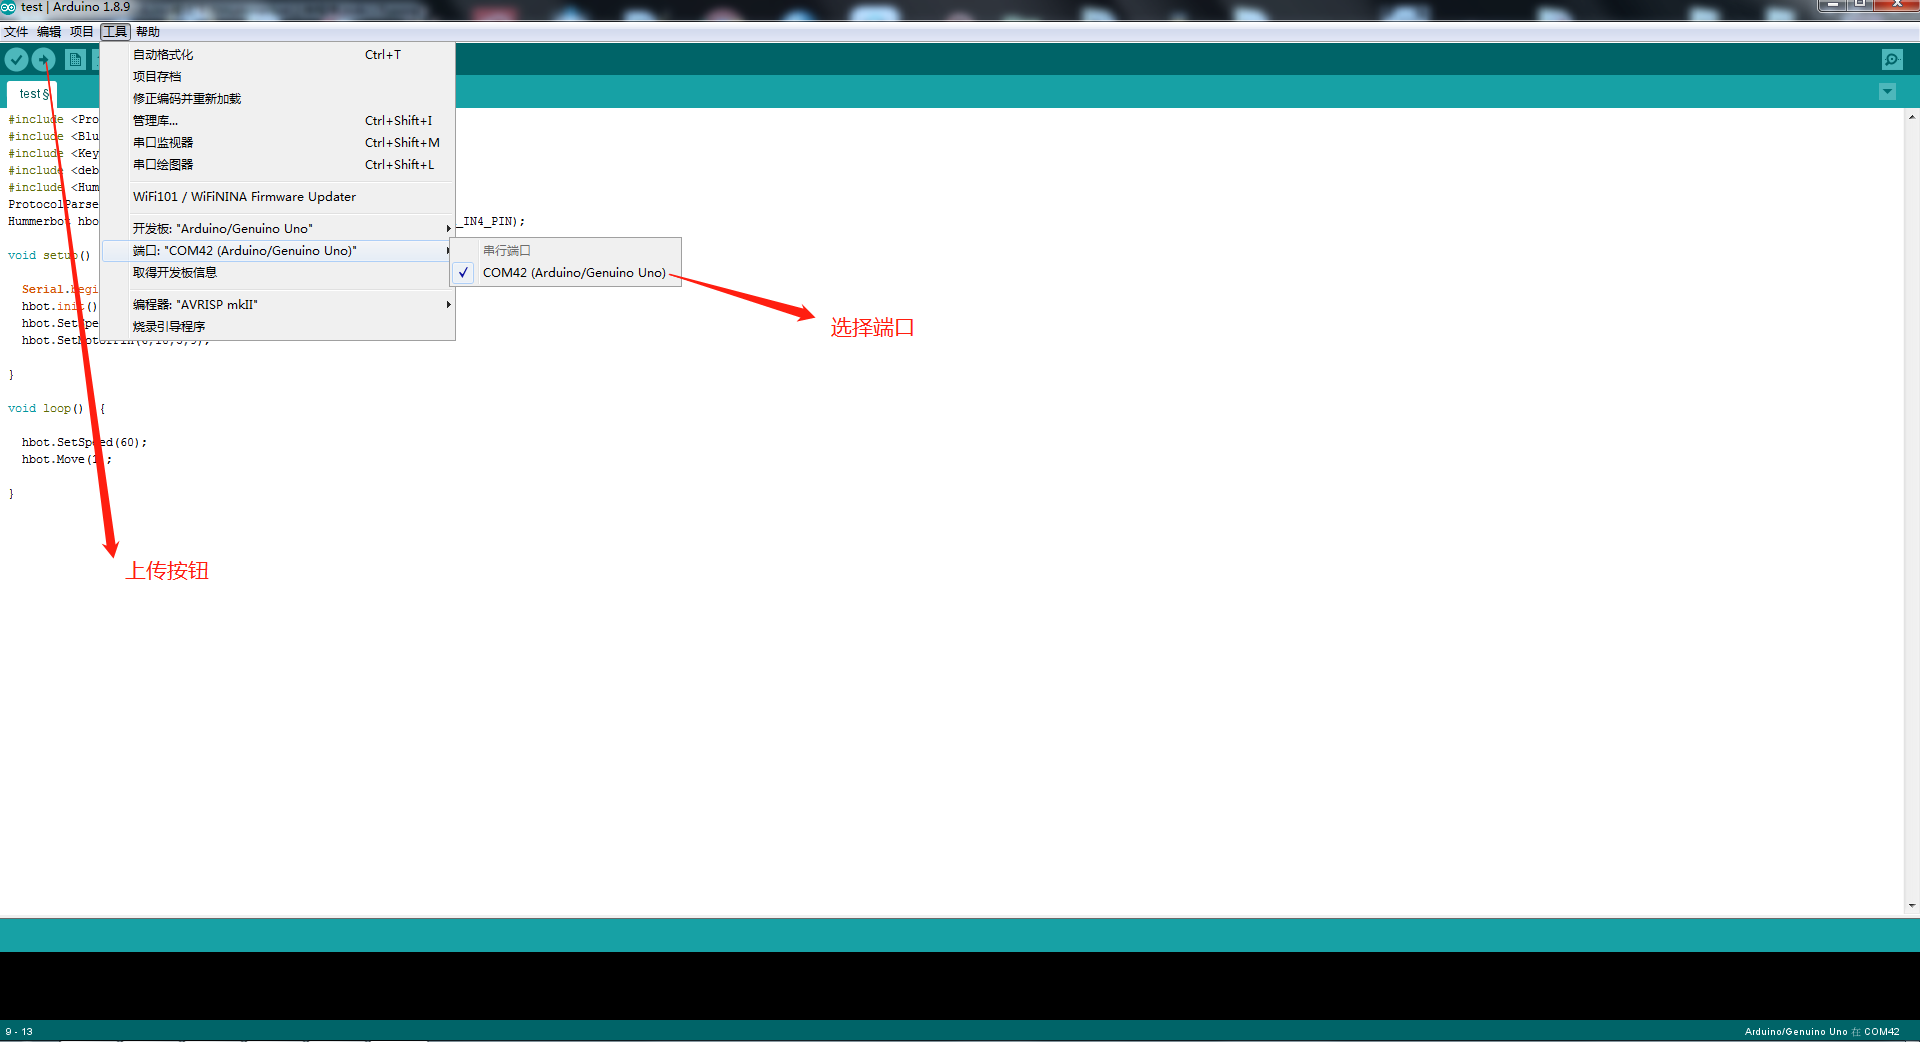 test | Arduino 1.8.9
文件 编辑 项目 工具 帮助
自动格式化 Ctrl+T
项目存档
修正编码并重新加载
管理库... Ctrl+Shift+I
串口监视器 Ctrl+Shift+M
串口绘图器 Ctrl+Shift+L
WiFi101 / WiFiNINA Firmware Updater
开发板: "Arduino/Genuino Uno"
端口: "COM42 (Arduino/Genuino Uno)"
取得开发板信息
编程器: "AVRISP mkII"
烧录引导程序
串行端口
COM42 (Arduino/Genuino Uno)
选择端口
test §
#include <Pro
#include <Blu
#include <Key
#include <deb
#include <Hum
ProtocolParse
Hummerbot hbo _IN4_PIN);
void setup()
Serial.begi
hbot.init()
hbot.SetSpe
}
void loop() {
hbot.SetSpeed(60);
hbot.Move( ;
}
上传按钮
9 - 13
Arduino/Genuino Uno 在 COM42